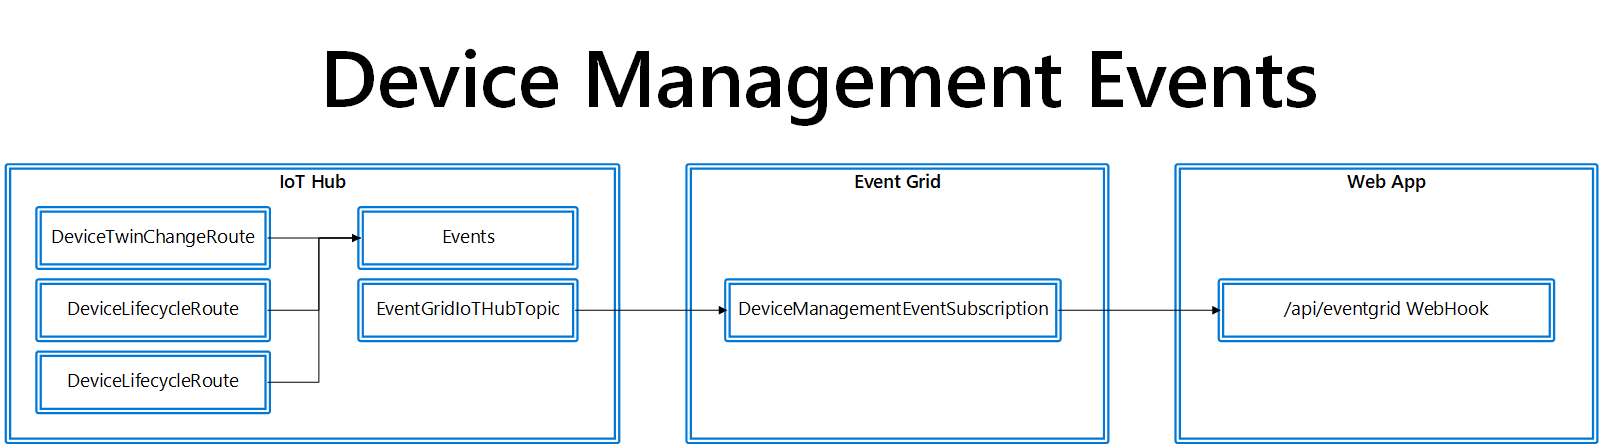 Device Management Events
IoT Hub
DeviceTwinChangeRoute
Events
DeviceLifecycleRoute
EventGridIoTHubTopic
DeviceLifecycleRoute
Event Grid
DeviceManagementEventSubscription
Web App
/api/eventgrid WebHook